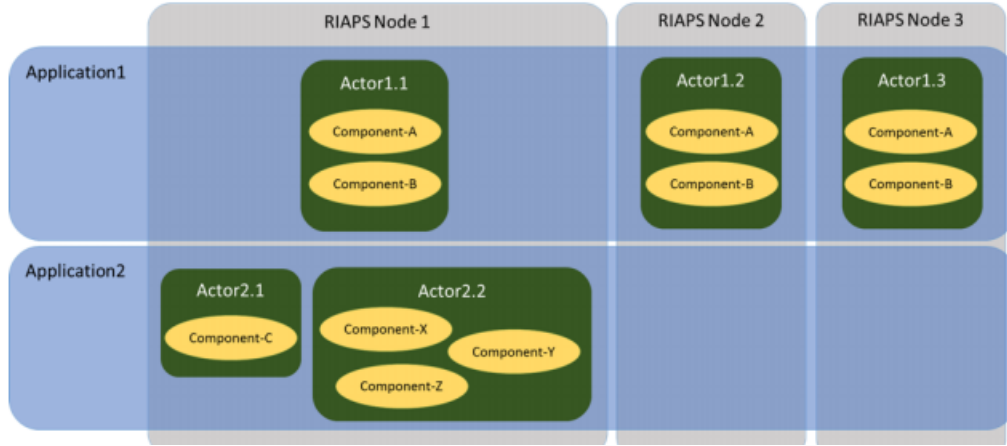 RIAPS Node 1
RIAPS Node 2
RIAPS Node 3
Application1
Actor1.1
Component-A
Component-B
Actor1.2
Component-A
Component-B
Actor1.3
Component-A
Component-B
Application2
Actor2.1
Component-C
Actor2.2
Component-X
Component-Y
Component-Z